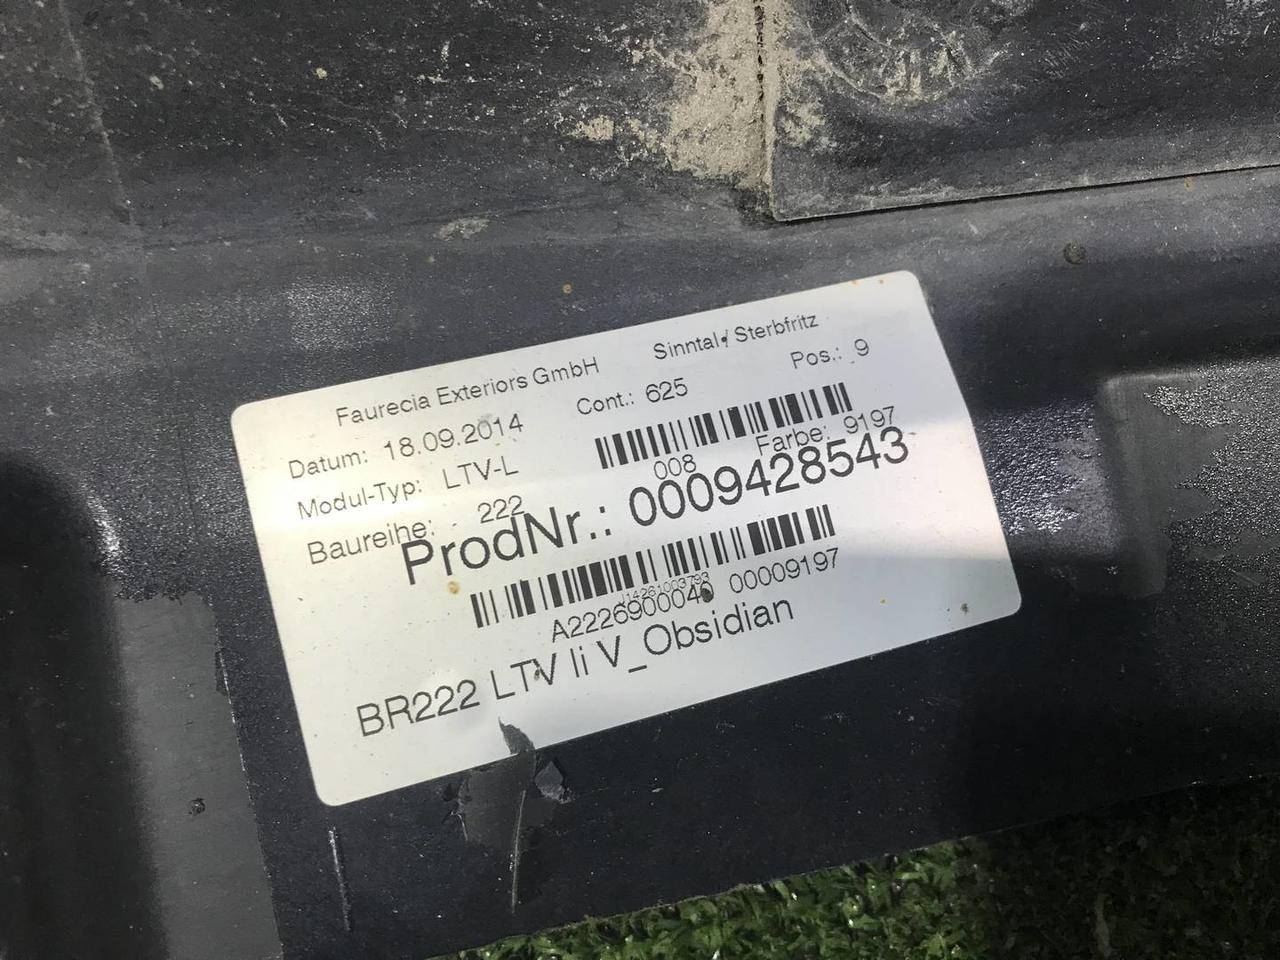 Faurecia Exteriors GmbH Sinntal / Sterbfritz
Datum: 18.09.2014 Cont.: 625 Pos.: 9
Modul-Typ: LTV-L
008 Farbe: 9197
Baureihe: 222
ProdNr.: 0009428543
J14261003793
A2226900040 00009197
BR222 LTV li V_Obsidian